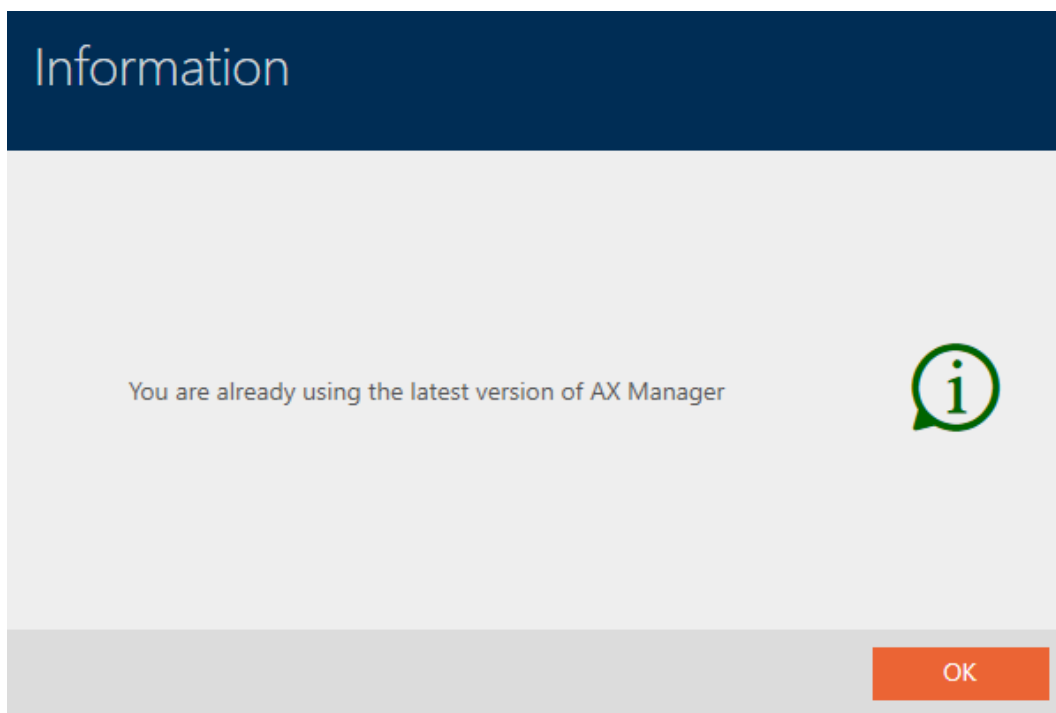 Information
You are already using the latest version of AX Manager
i
OK